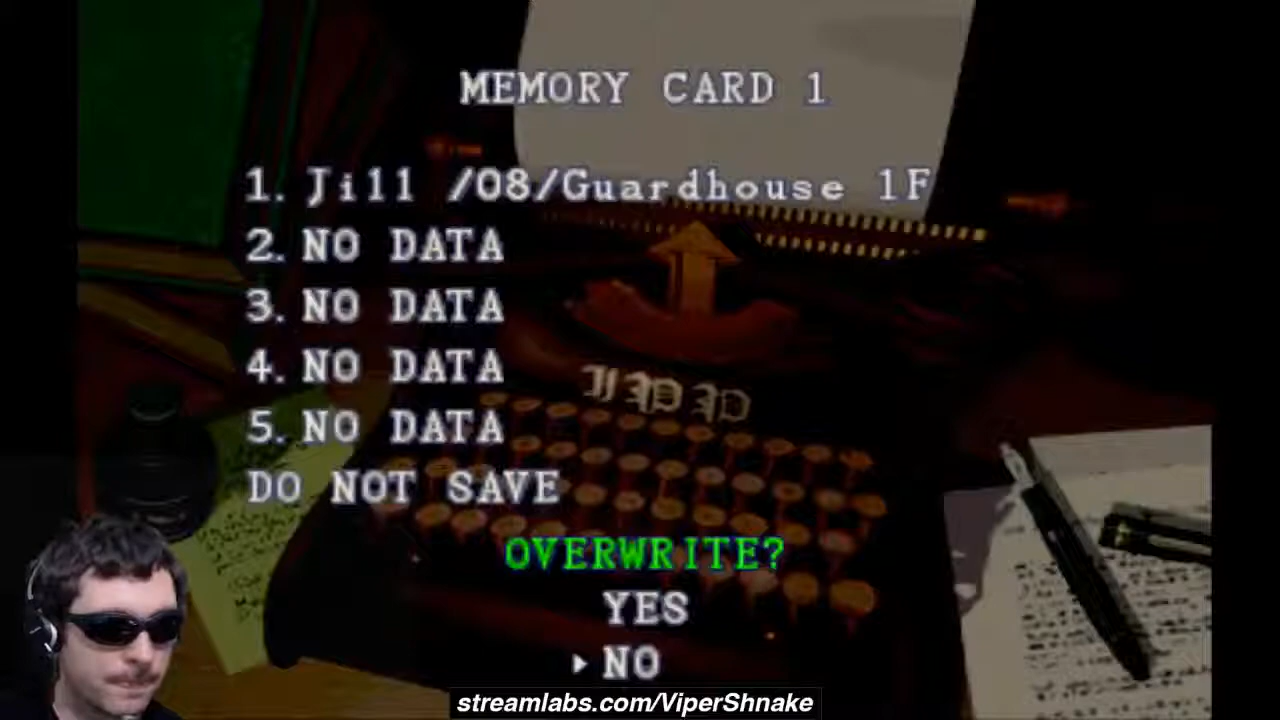 MEMORY CARD 1
1. Jill /08/Guardhouse 1F
2. NO DATA
3. NO DATA
4. NO DATA
5. NO DATA
DO NOT SAVE
OVERWRITE?
YES
NO
streamlabs.com/ViperShnake